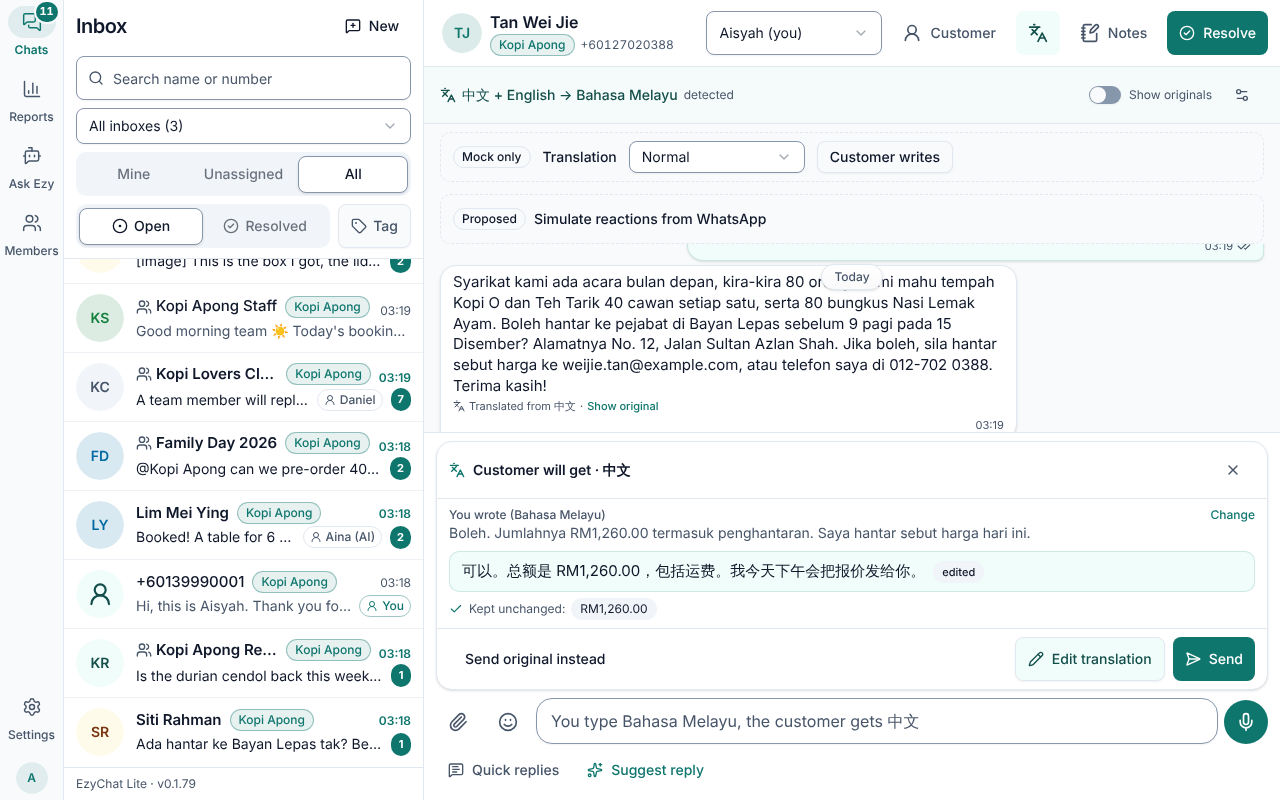 11
Chats
Reports
Ask Ezy
Members
Settings
A
Inbox
New
Search name or number
All inboxes (3)
Mine
Unassigned
All
Open
Resolved
Tag
[Image] This is the box I got, the lid...
2
KS
Kopi Apong Staff
Kopi Apong
03:19
Good morning team ☀️ Today's bookin...
KC
Kopi Lovers Cl...
Kopi Apong
03:19
A team member will repl...
Daniel
7
FD
Family Day 2026
Kopi Apong
03:18
@Kopi Apong can we pre-order 40...
2
LY
Lim Mei Ying
Kopi Apong
03:18
Booked! A table for 6 ...
Aina (AI)
2
+60139990001
Kopi Apong
03:18
Hi, this is Aisyah. Thank you fo...
You
KR
Kopi Apong Re...
Kopi Apong
03:18
Is the durian cendol back this week...
1
SR
Siti Rahman
Kopi Apong
03:18
Ada hantar ke Bayan Lepas tak? Be...
1
EzyChat Lite · v0.1.79
TJ
Tan Wei Jie
Kopi Apong
+60127020388
Aisyah (you)
Customer
Notes
Resolve
中文 + English → Bahasa Melayu detected
Show originals
Mock only
Translation
Normal
Customer writes
Proposed
Simulate reactions from WhatsApp
03:19
Today
Syarikat kami ada acara bulan depan, kira-kira 80 mahu tempah
Kopi O dan Teh Tarik 40 cawan setiap satu, serta 80 bungkus Nasi Lemak
Ayam. Boleh hantar ke pejabat di Bayan Lepas sebelum 9 pagi pada 15
Disember? Alamatnya No. 12, Jalan Sultan Azlan Shah. Jika boleh, sila hantar
sebut harga ke weijie.tan@example.com, atau telefon saya di 012-702 0388.
Terima kasih!
Translated from 中文 · Show original
03:19
Customer will get · 中文
You wrote (Bahasa Melayu)
Change
Boleh. Jumlahnya RM1,260.00 termasuk penghantaran. Saya hantar sebut harga hari ini.
可以。总额是 RM1,260.00，包括运费。我今天下午会把报价发给你。 edited
Kept unchanged: RM1,260.00
Send original instead
Edit translation
Send
You type Bahasa Melayu, the customer gets 中文
Quick replies
Suggest reply